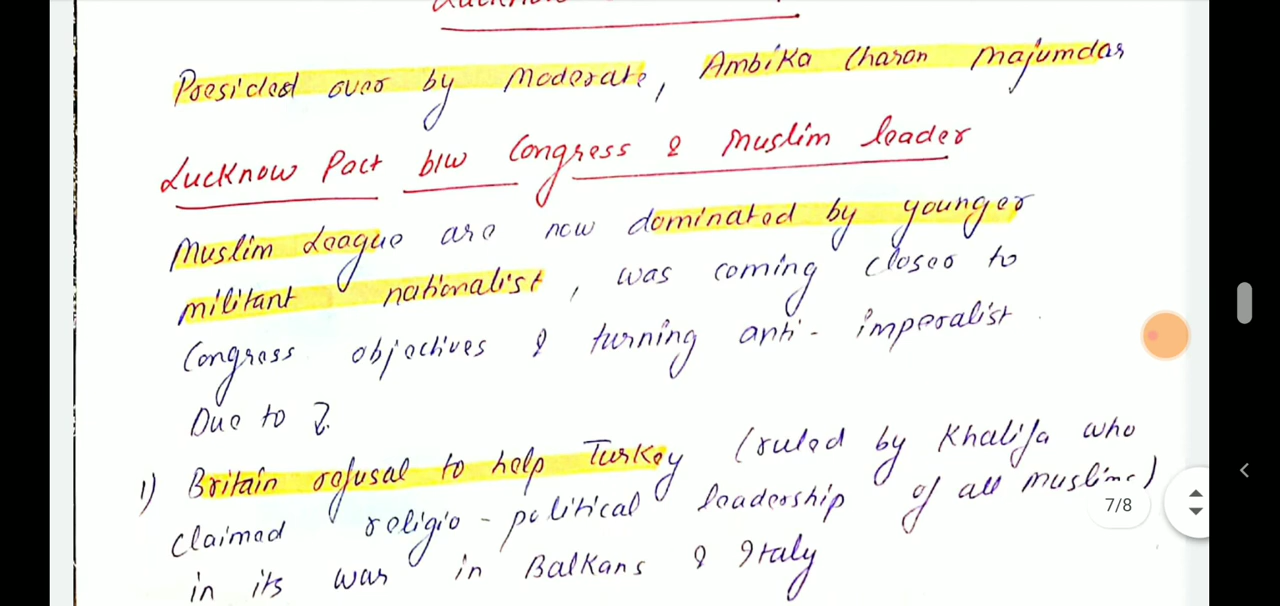 Lucknow
Presided over by Moderate, Ambika Charan Majumdar
Lucknow Pact b/w Congress & Muslim leader
Muslim League are now dominated by younger
militant nationalist, was coming closer to
Congress objectives & turning anti- imperalist
Due to ?
1) Britain refusal to help Turkey (ruled by Khalifa who
claimed religio-political leadership of all muslims)
in its war in Balkans & Italy
7/8